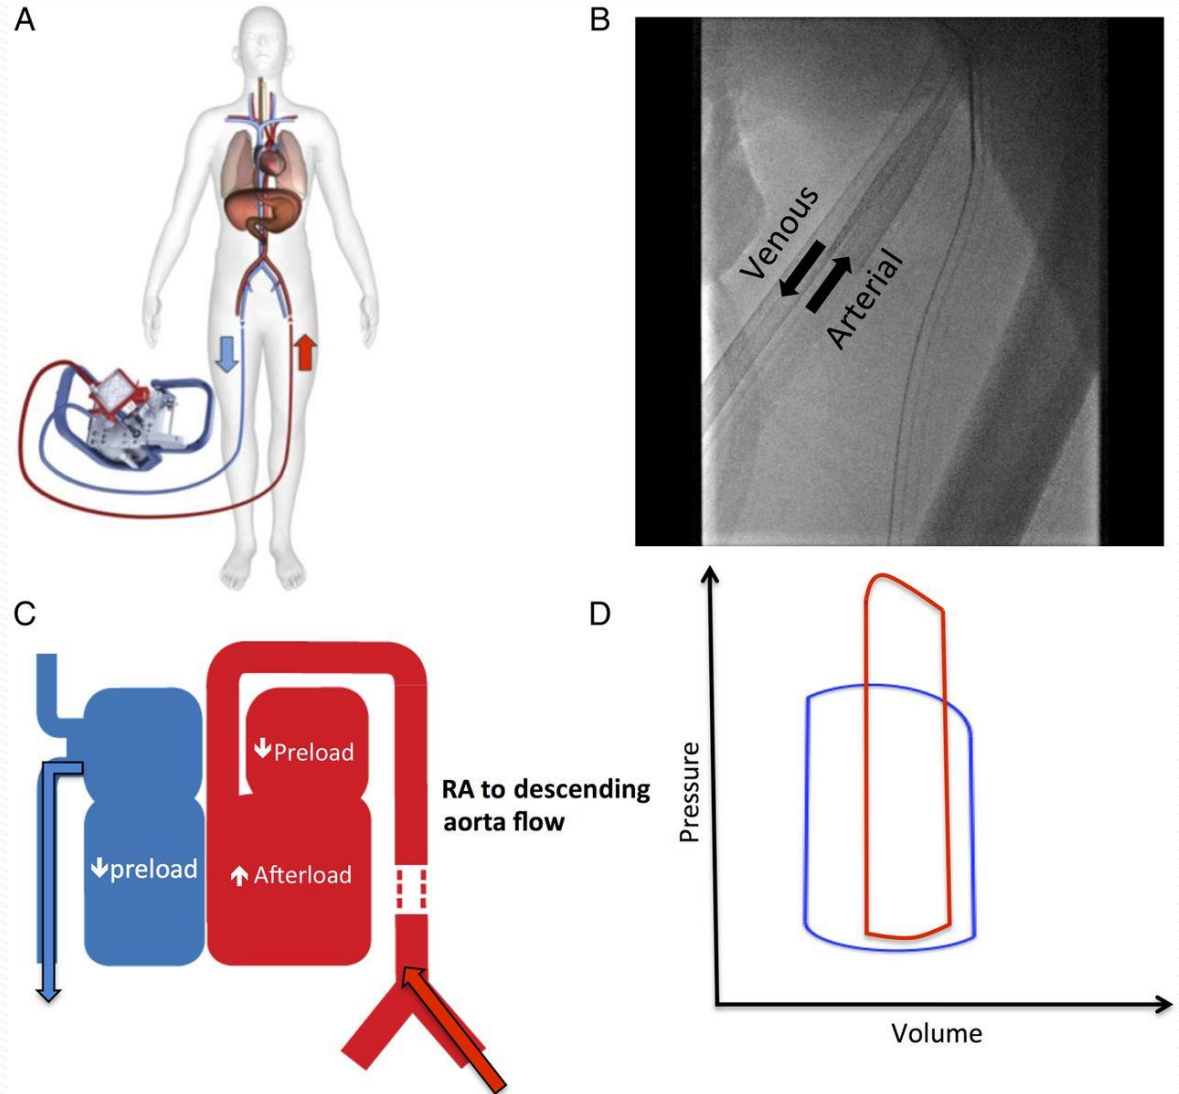 A
B
Venous
Arterial
C
Preload
preload
Afterload
RA to descending
aorta flow
D
Pressure
Volume